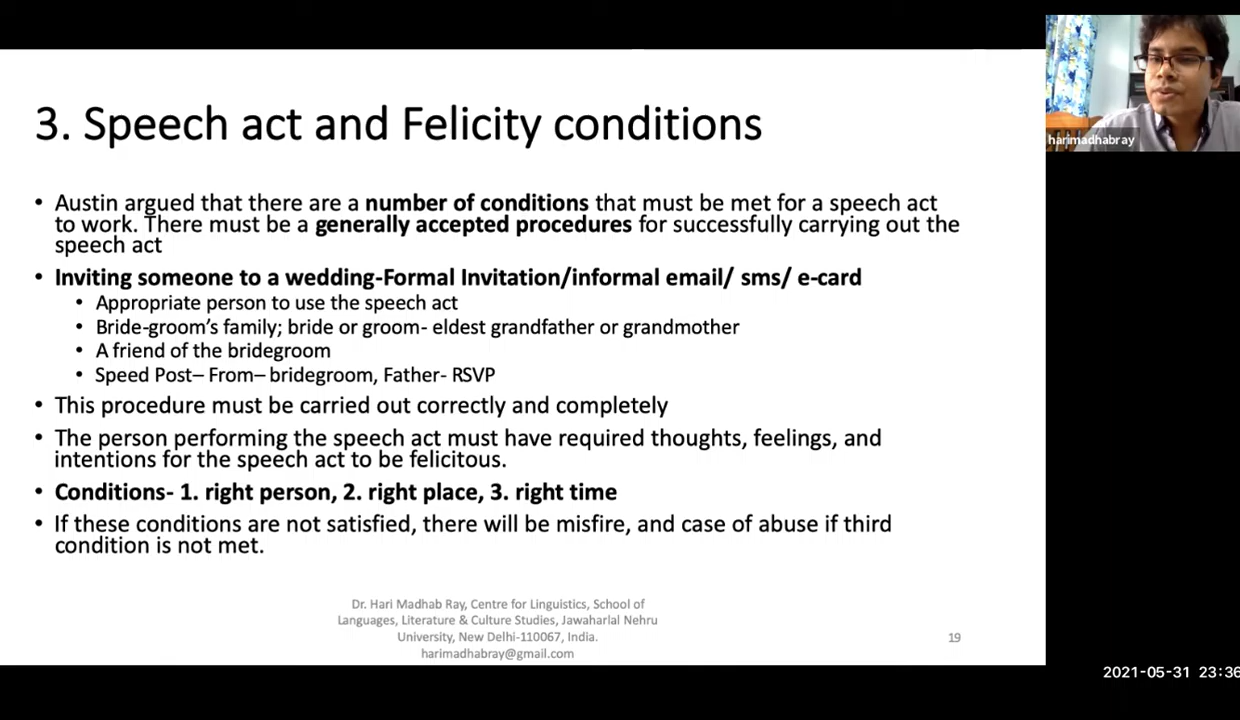 3. Speech act and Felicity conditions
harimadhabray
• Austin argued that there are a number of conditions that must be met for a speech act
to work. There must be a generally accepted procedures for successfully carrying out the
speech act
• Inviting someone to a wedding-Formal Invitation/informal email/ sms/ e-card
• Appropriate person to use the speech act
• Bride-groom's family; bride or groom- eldest grandfather or grandmother
• A friend of the bridegroom
• Speed Post– From– bridegroom, Father- RSVP
• This procedure must be carried out correctly and completely
• The person performing the speech act must have required thoughts, feelings, and
intentions for the speech act to be felicitous.
• Conditions- 1. right person, 2. right place, 3. right time
• If these conditions are not satisfied, there will be misfire, and case of abuse if third
condition is not met.
Dr. Hari Madhab Ray, Centre for Linguistics, School of
Languages, Literature & Culture Studies, Jawaharlal Nehru
University, New Delhi-110067, India.
harimadhabray@gmail.com
19
2021-05-31 23:36